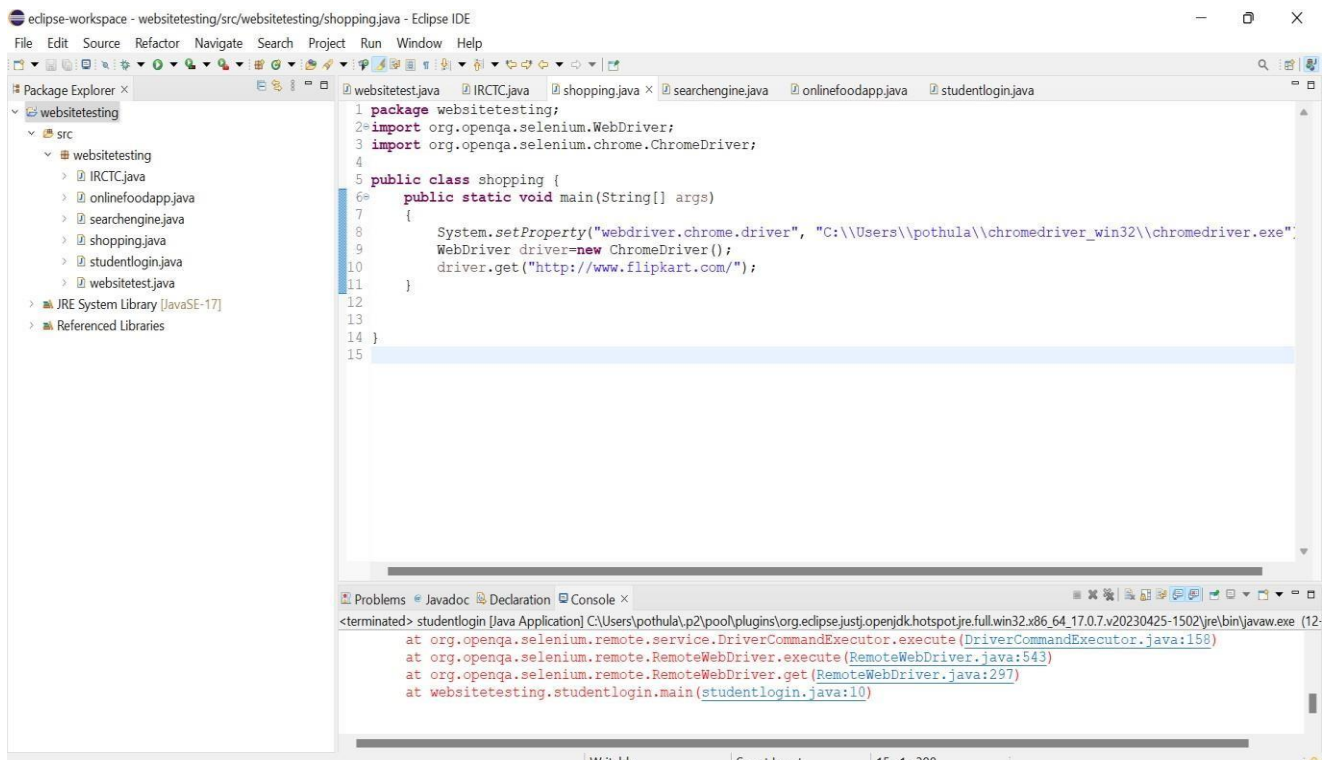 eclipse-workspace - websitetesting/src/websitetesting/shopping.java - Eclipse IDE
File Edit Source Refactor Navigate Search Project Run Window Help
Package Explorer ×
websitetest.java IRCTC.java shopping.java × searchengine.java onlinefoodapp.java studentlogin.java
websitetesting
src
websitetesting
IRCTC.java
onlinefoodapp.java
searchengine.java
shopping.java
studentlogin.java
websitetest.java
JRE System Library [JavaSE-17]
Referenced Libraries
1 package websitetesting;
2 import org.openqa.selenium.WebDriver;
3 import org.openqa.selenium.chrome.ChromeDriver;
4
5 public class shopping {
6 public static void main(String[] args)
7 {
8 System.setProperty("webdriver.chrome.driver", "C:\\Users\\pothula\\chromedriver_win32\\chromedriver.exe")
9 WebDriver driver=new ChromeDriver();
10 driver.get("http://www.flipkart.com/");
11 }
12
13
14 }
15
Problems Javadoc Declaration Console ×
<terminated> studentlogin [Java Application] C:\Users\pothula\.p2\pool\plugins\org.eclipse.justj.openjdk.hotspot.jre.full.win32.x86_64_17.0.7.v20230425-1502\jre\bin\javaw.exe (12-
at org.openqa.selenium.remote.service.DriverCommandExecutor.execute(DriverCommandExecutor.java:158)
at org.openqa.selenium.remote.RemoteWebDriver.execute(RemoteWebDriver.java:543)
at org.openqa.selenium.remote.RemoteWebDriver.get(RemoteWebDriver.java:297)
at websitetesting.studentlogin.main(studentlogin.java:10)